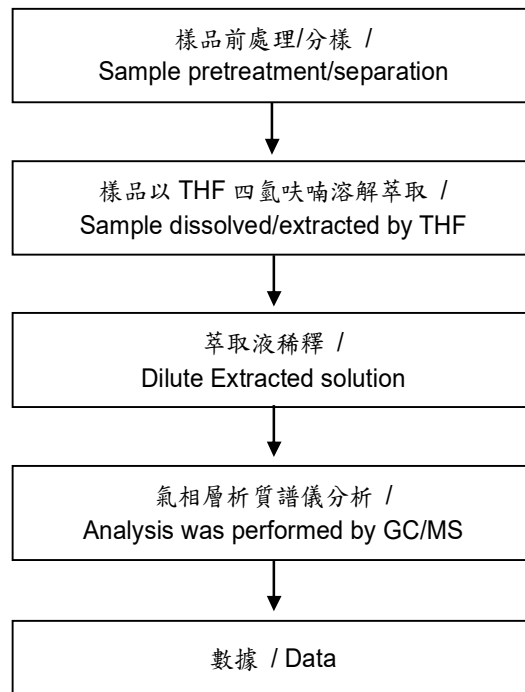 樣品前處理/分樣 /
Sample pretreatment/separation
樣品以 THF 四氫呋喃溶解萃取 /
Sample dissolved/extracted by THF
萃取液稀釋 /
Dilute Extracted solution
氣相層析質譜儀分析 /
Analysis was performed by GC/MS
數據 / Data